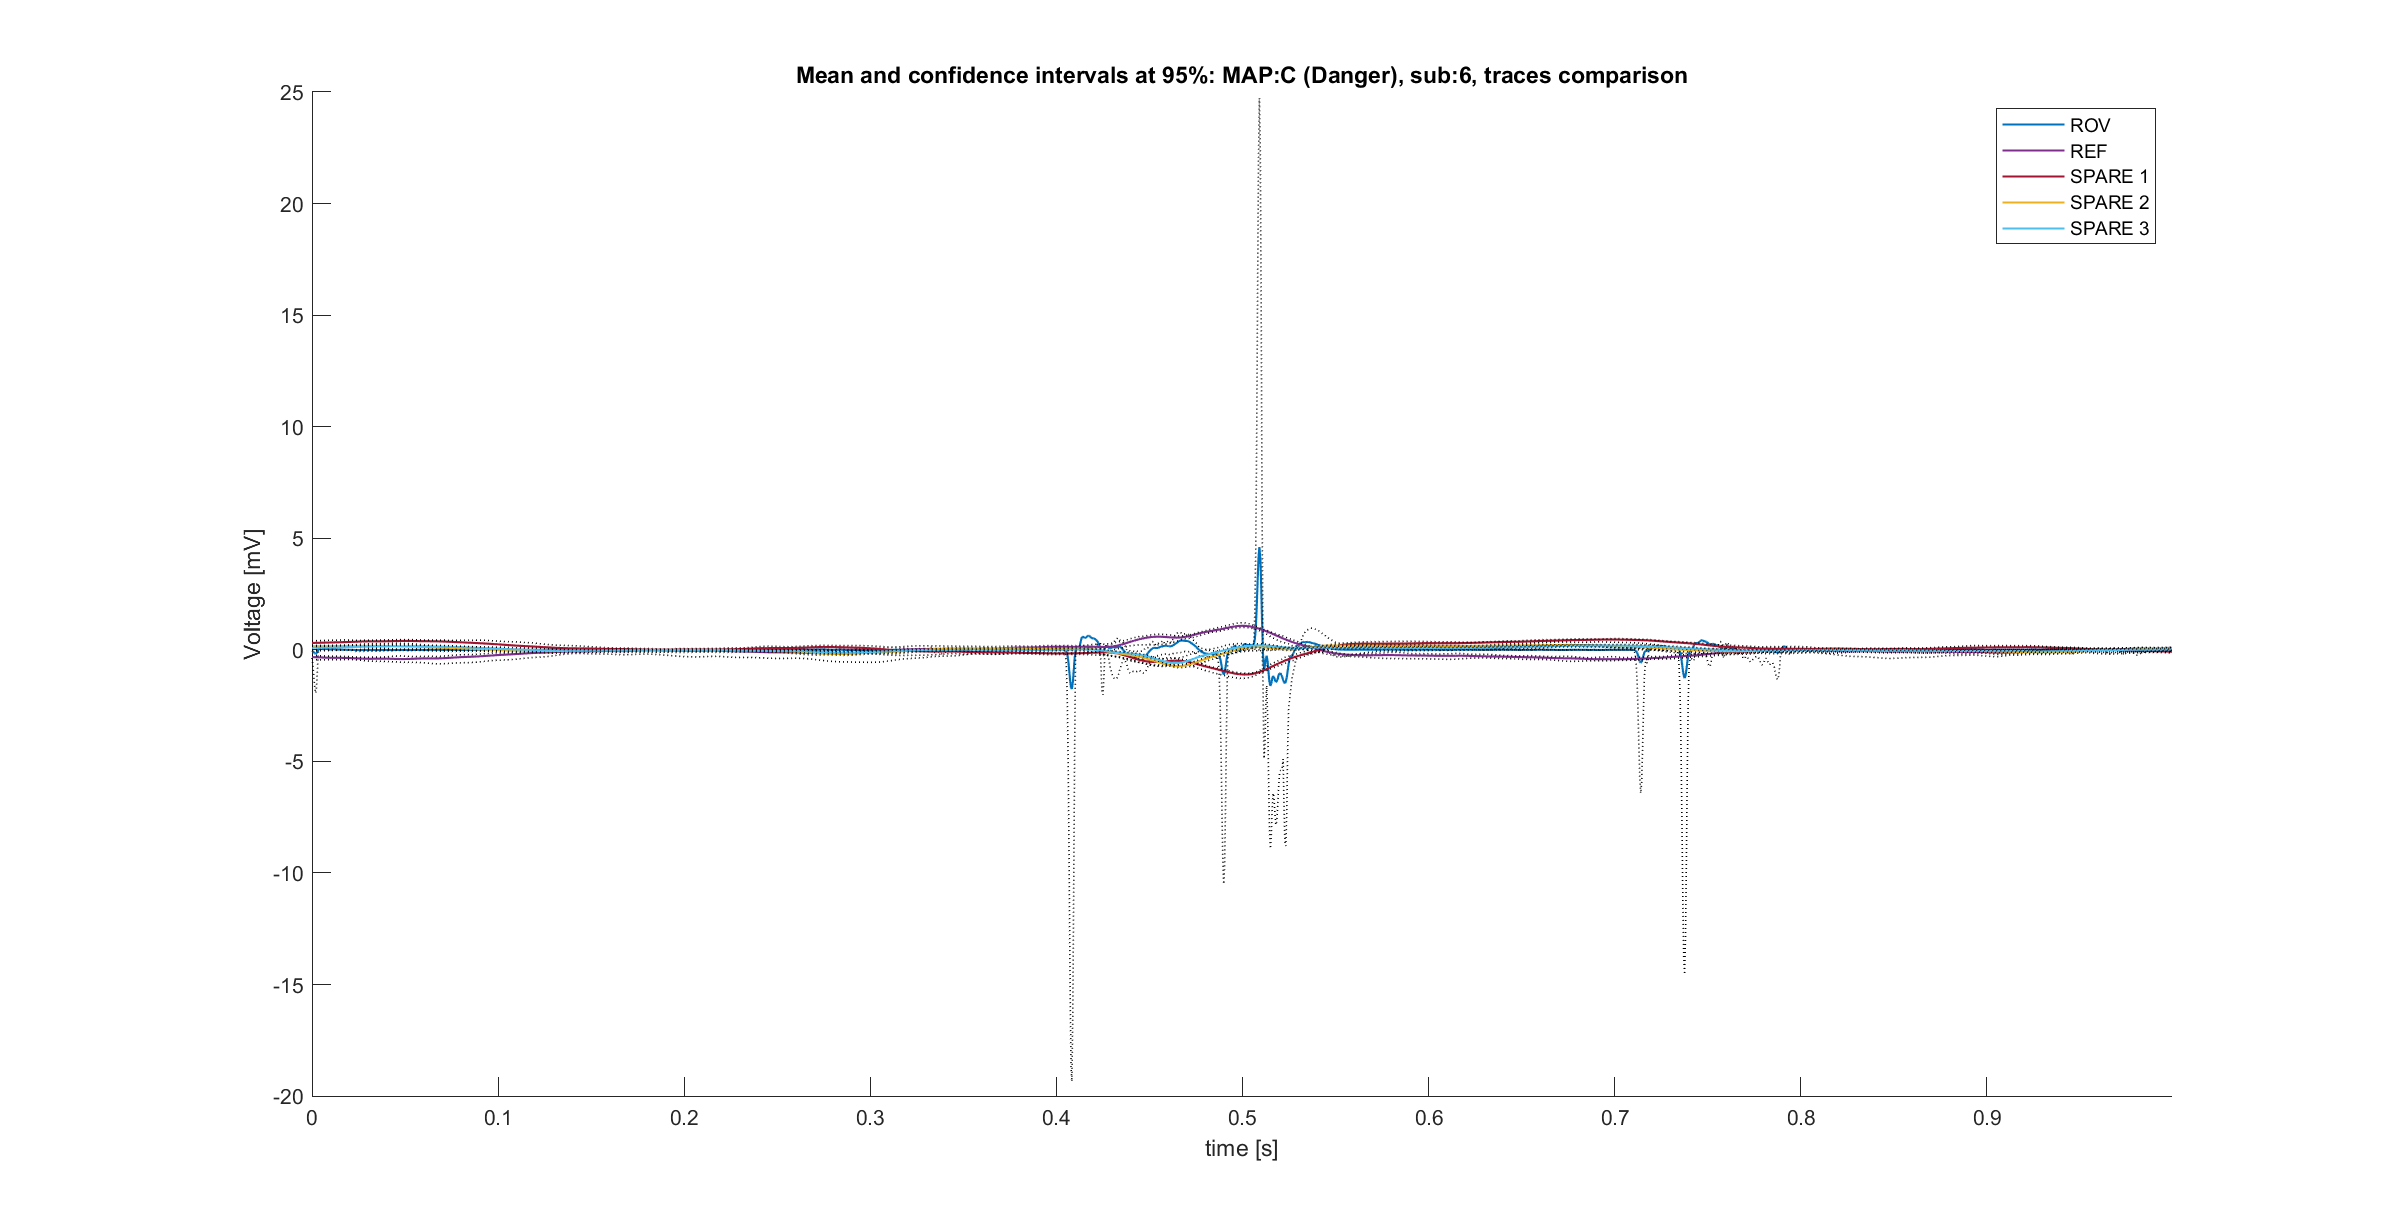 Mean and confidence intervals at 95%: MAP:C (Danger), sub:6, traces comparison
25
20
15
10
5
0
-5
-10
-15
-20
Voltage [mV]
ROV
REF
SPARE 1
SPARE 2
SPARE 3
0 0.1 0.2 0.3 0.4 0.5 0.6 0.7 0.8 0.9
time [s]